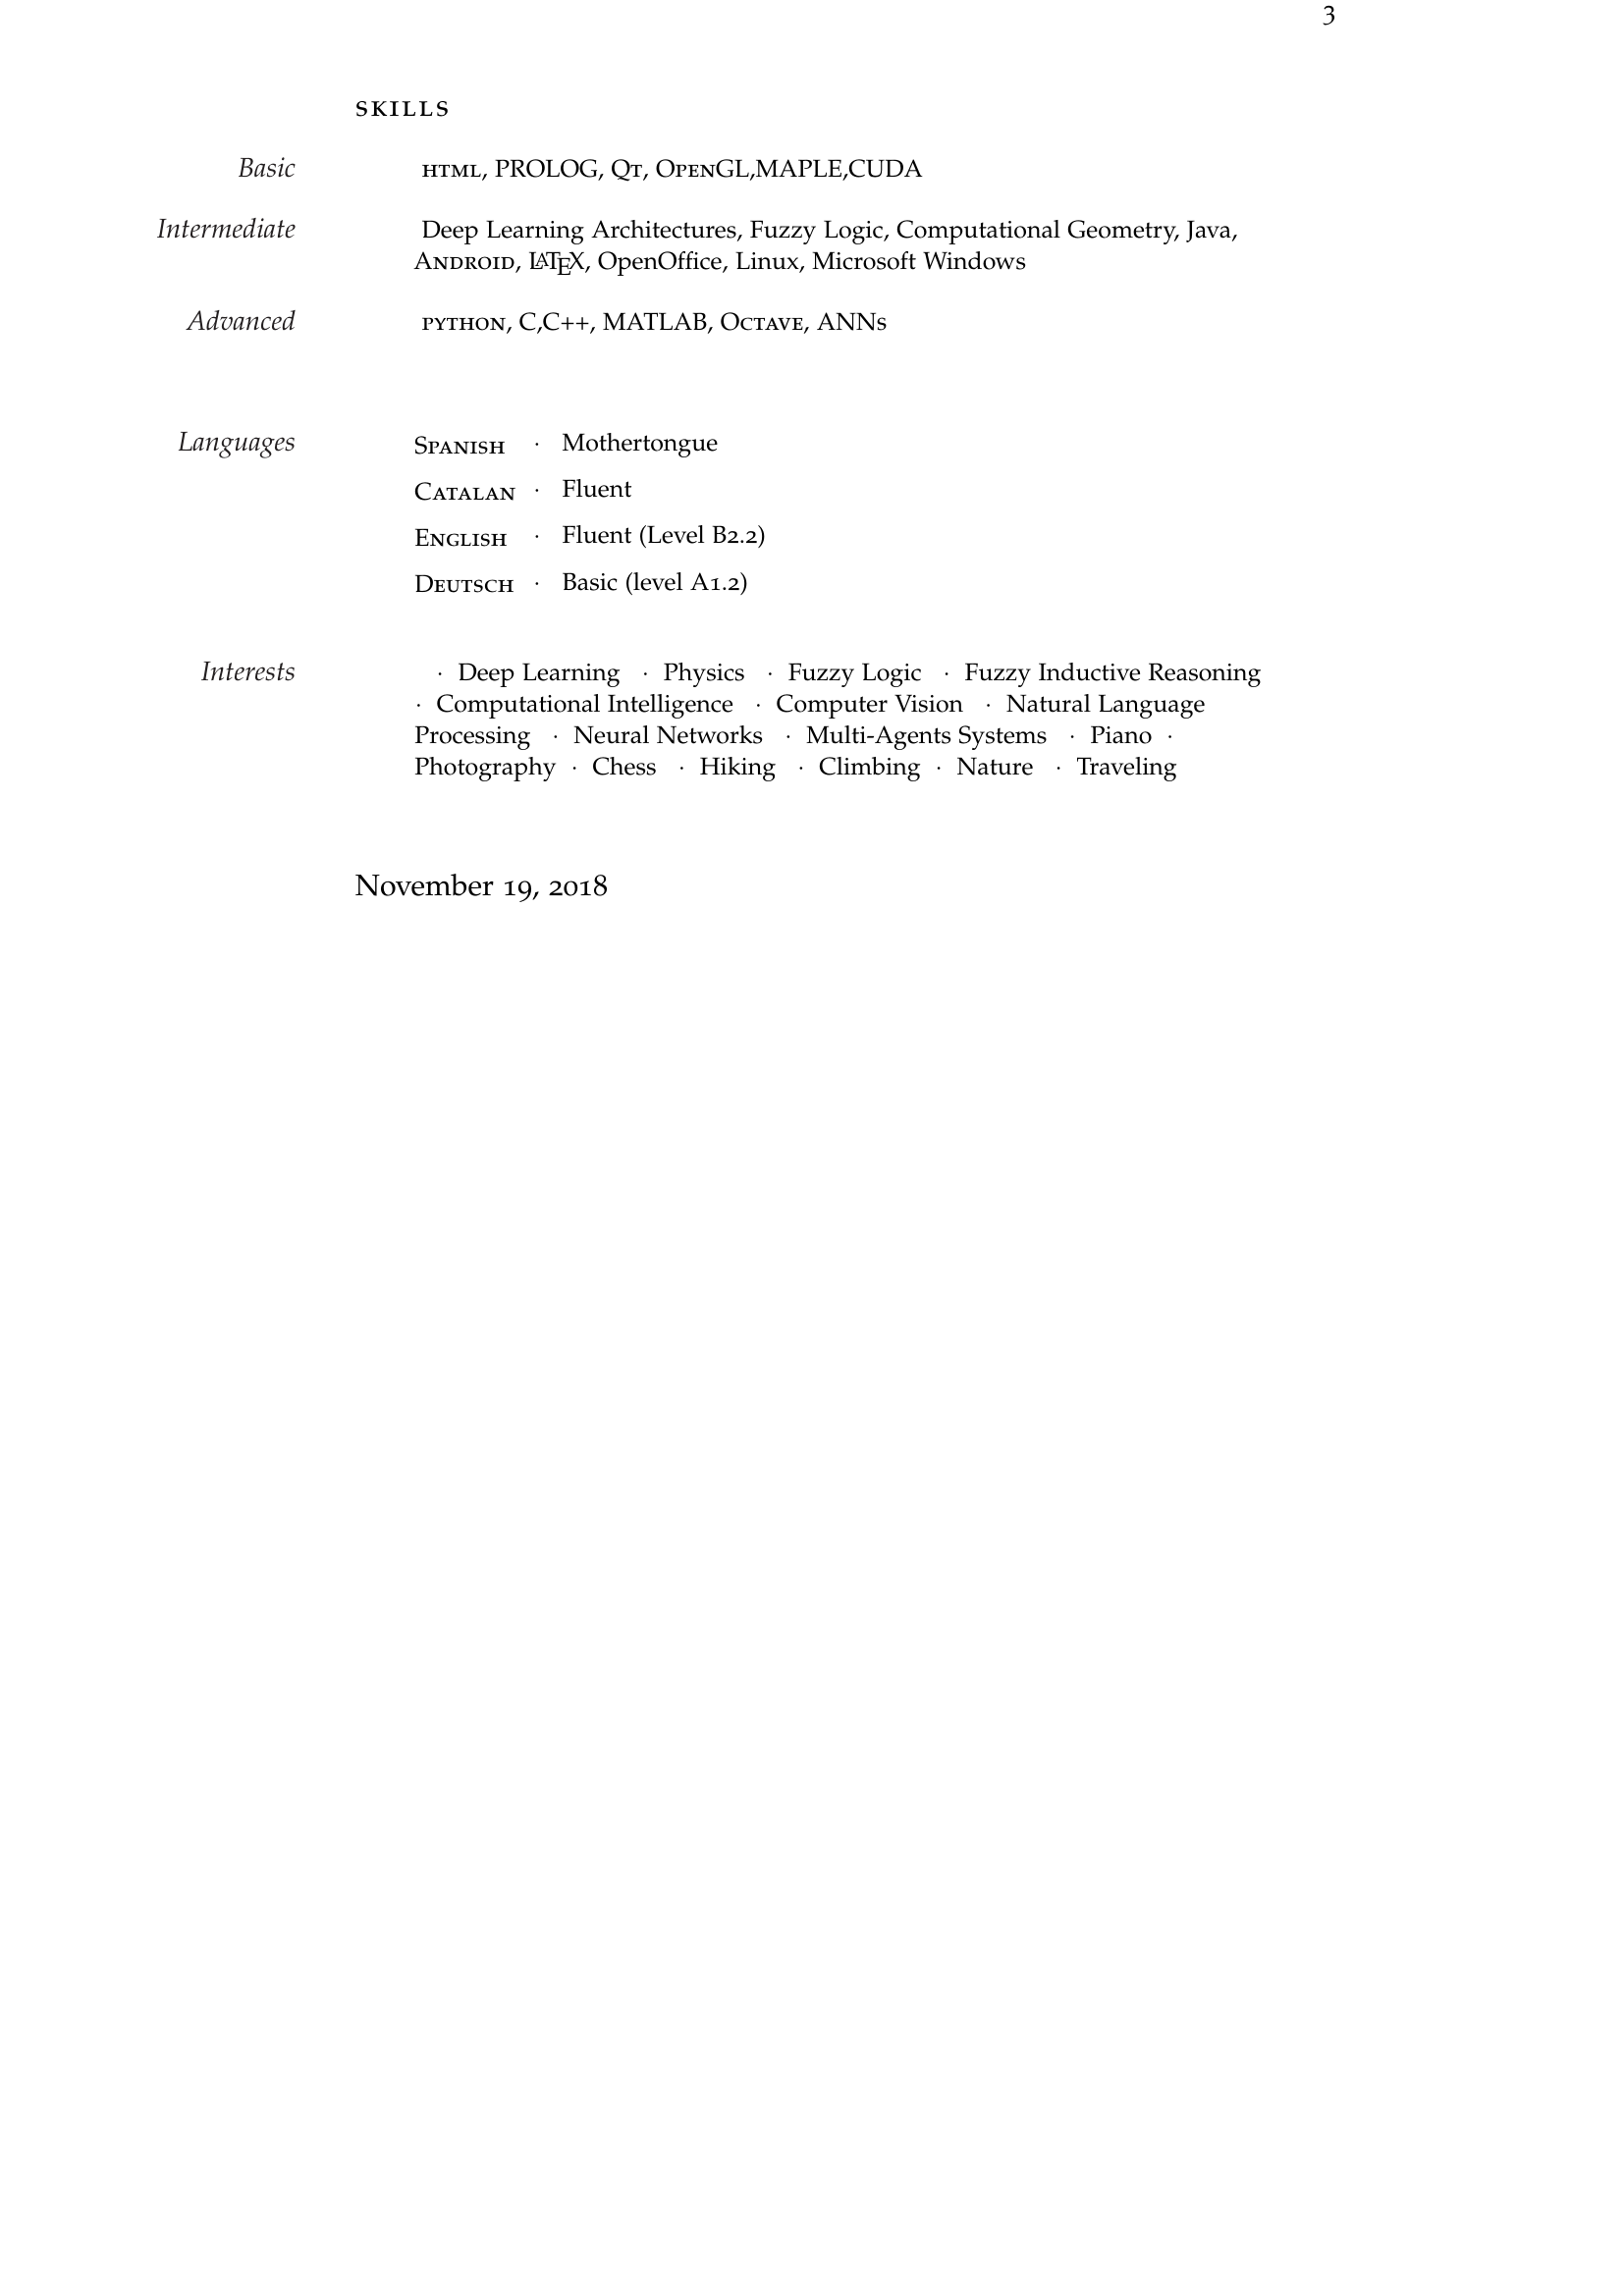 3
SKILLS
Basic html, PROLOG, Qt, OpenGL,MAPLE,CUDA
Intermediate Deep Learning Architectures, Fuzzy Logic, Computational Geometry, Java,
Android, LATEX, OpenOffice, Linux, Microsoft Windows
Advanced python, C,C++, MATLAB, Octave, ANNs
Languages Spanish · Mothertongue
Catalan · Fluent
English · Fluent (Level B2.2)
Deutsch · Basic (level A1.2)
Interests · Deep Learning · Physics · Fuzzy Logic · Fuzzy Inductive Reasoning
· Computational Intelligence · Computer Vision · Natural Language
Processing · Neural Networks · Multi-Agents Systems · Piano ·
Photography · Chess · Hiking · Climbing · Nature · Traveling
November 19, 2018